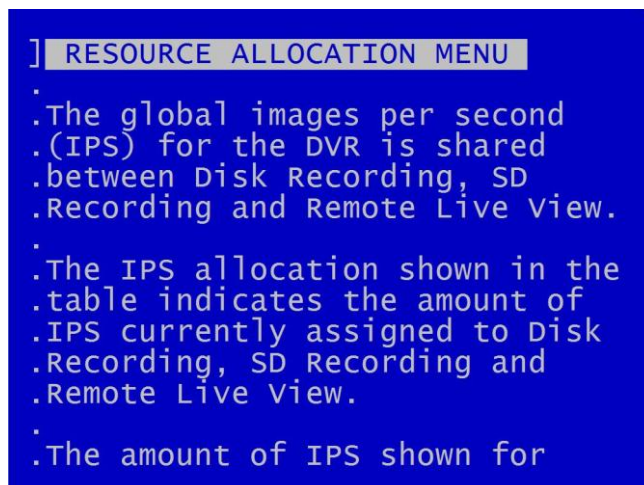 ] RESOURCE ALLOCATION MENU
.
.The global images per second
.(IPS) for the DVR is shared
.between Disk Recording, SD
.Recording and Remote Live View.
.
.The IPS allocation shown in the
.table indicates the amount of
.IPS currently assigned to Disk
.Recording, SD Recording and
.Remote Live View.
.
.The amount of IPS shown for